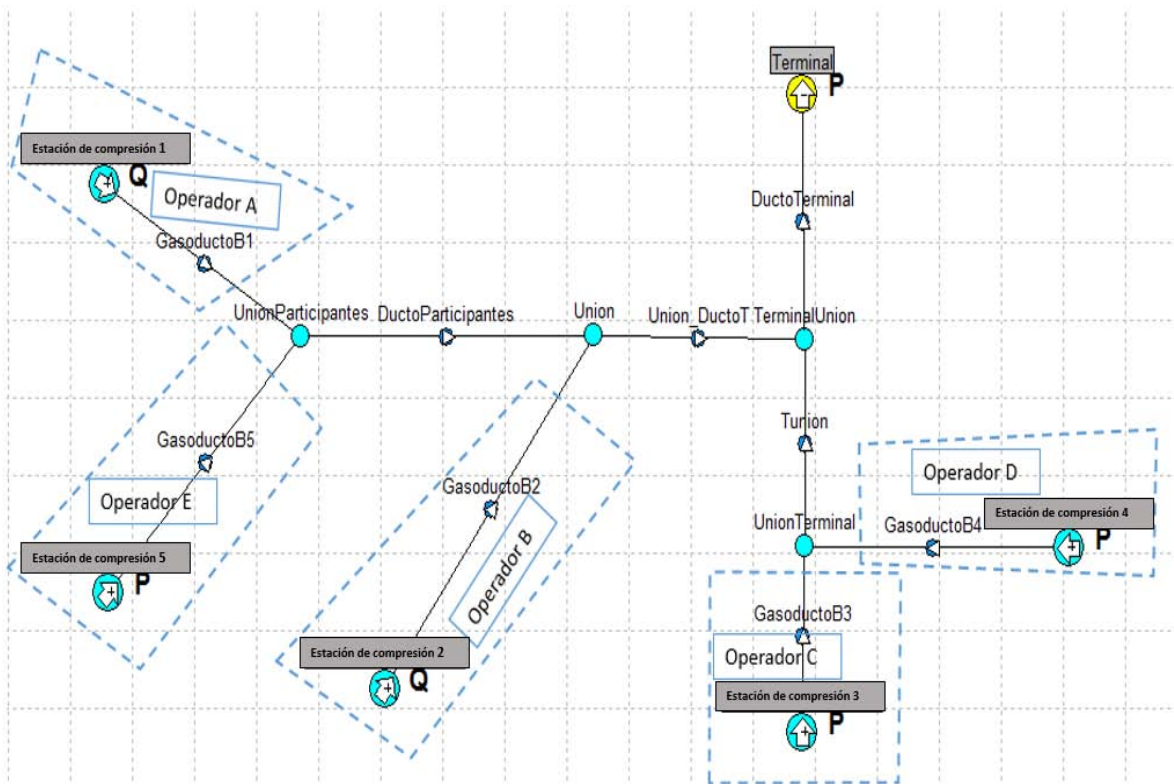 Terminal
P
Estación de compresión 1
Q
Operador A
DuctoTerminal
GasoductoB1
UnionParticipantes
DuctoParticipantes
Union
Union_DuctoT
TerminalUnion
GasoductoB5
Tunion
Operador D
Operador E
GasoductoB2
Estación de compresión 4
UnionTerminal
GasoductoB4
P
Operador B
Estación de compresión 5
P
GasoductoB3
Estación de compresión 2
Operador C
Q
Estación de compresión 3
P